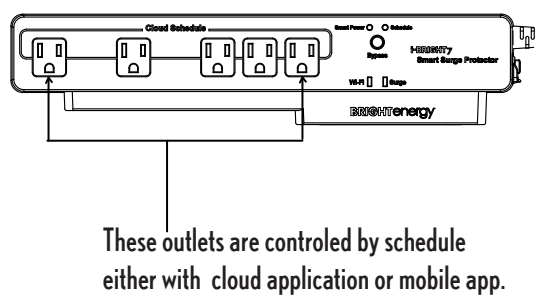 Cloud Schedule
Smart Power
Schedule
Bypass
i-BRIGHT7
Smart Surge Protector
Wi-Fi
Surge
BRIGHTenergy
These outlets are controled by schedule
either with cloud application or mobile app.